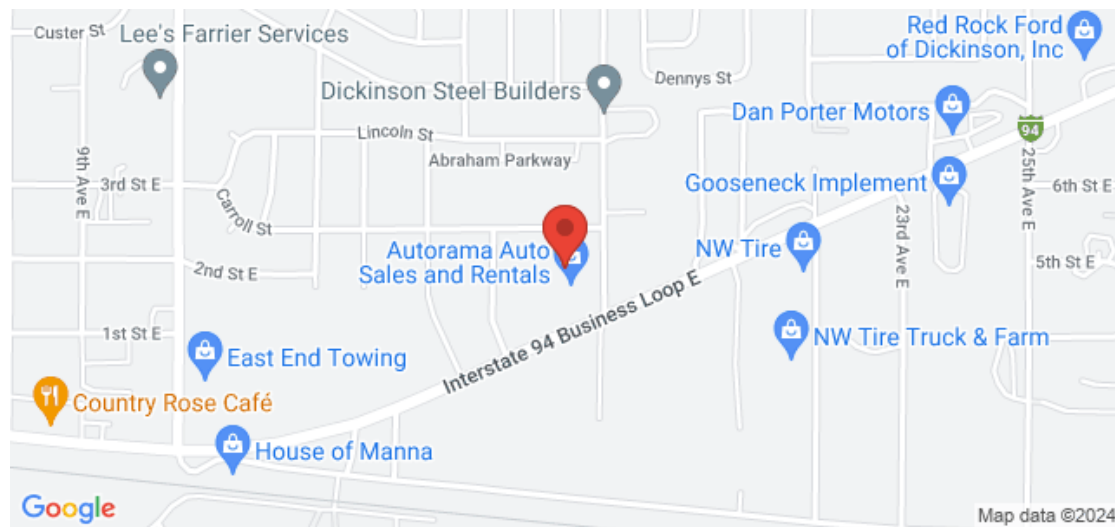 Custer St
Lee's Farrier Services
Red Rock Ford
of Dickinson, Inc
Dennys St
Dickinson Steel Builders
Dan Porter Motors
Lincoln St
94
Abraham Parkway
9th Ave E
3rd St E
25th Ave E
Gooseneck Implement
6th St E
Carroll St
23rd Ave E
Autorama Auto
Sales and Rentals
NW Tire
2nd St E
5th St E
Interstate 94 Business Loop E
1st St E
NW Tire Truck & Farm
East End Towing
Country Rose Café
House of Manna
Google
Map data ©2024